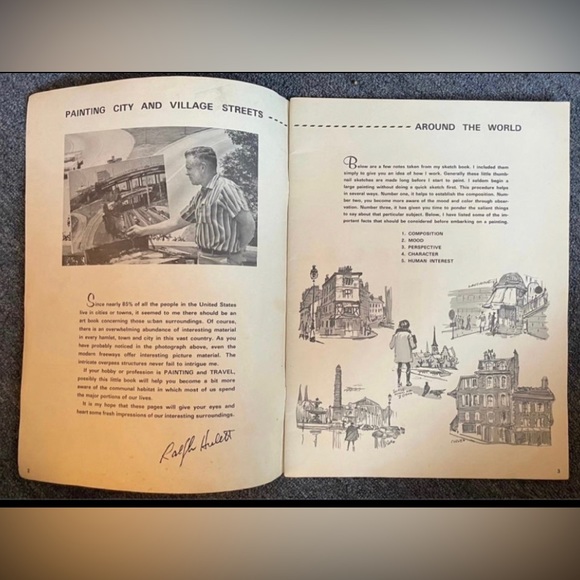 PAINTING CITY AND VILLAGE STREETS
Since nearly 85% of all the people in the United States
live in cities or towns, it seemed to me there should be an
art book concerning those urban surroundings. Of course,
there is an overwhelming abundance of interesting material
in every hamlet, town and city in this vast country. As you
have probably noticed in the photograph above, even the
modern freeways offer interesting picture material. The
intricate overpass structures never fail to intrigue me.
If your hobby or profession is PAINTING and TRAVEL,
possibly this little book will help you become a bit more
aware of the communal habitat in which most of us spend
the major portions of our lives.
It is my hope that these pages will give your eyes and
heart some fresh impressions of our interesting surroundings.
Ralph Hulett
2
AROUND THE WORLD
Below are a few notes taken from my sketch book. I included them
simply to give you an idea of how I work. Generally these thumb-
nail sketches are made long before I start to paint. I seldom begin a
large painting without doing a quick sketch first. This procedure helps
in several ways. Number one, it helps to establish the composition. Num-
ber two, you become more aware of the mood and color through obser-
vation. Number three, it has given you time to ponder the salient things
to say about that particular subject. Below, I have listed some of the im-
portant facts that should be considered before embarking on a painting.
1. COMPOSITION
2. MOOD
3. PERSPECTIVE
4. CHARACTER
5. HUMAN INTEREST
3